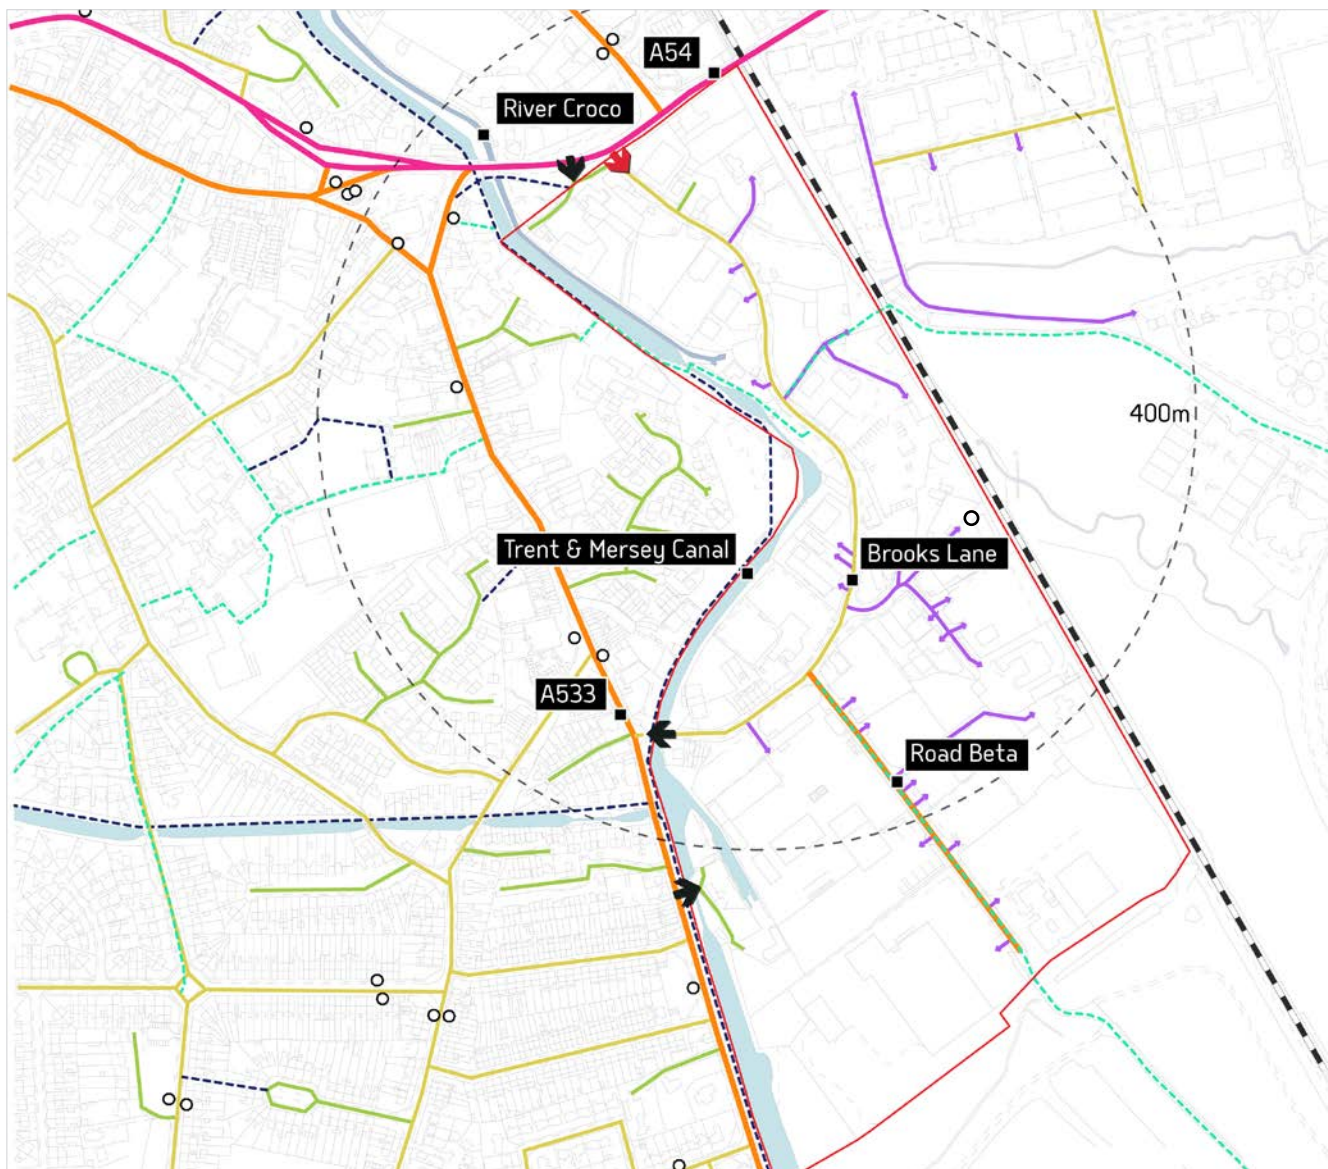 A54
River Croco
400m
Trent & Mersey Canal
Brooks Lane
A533
Road Beta